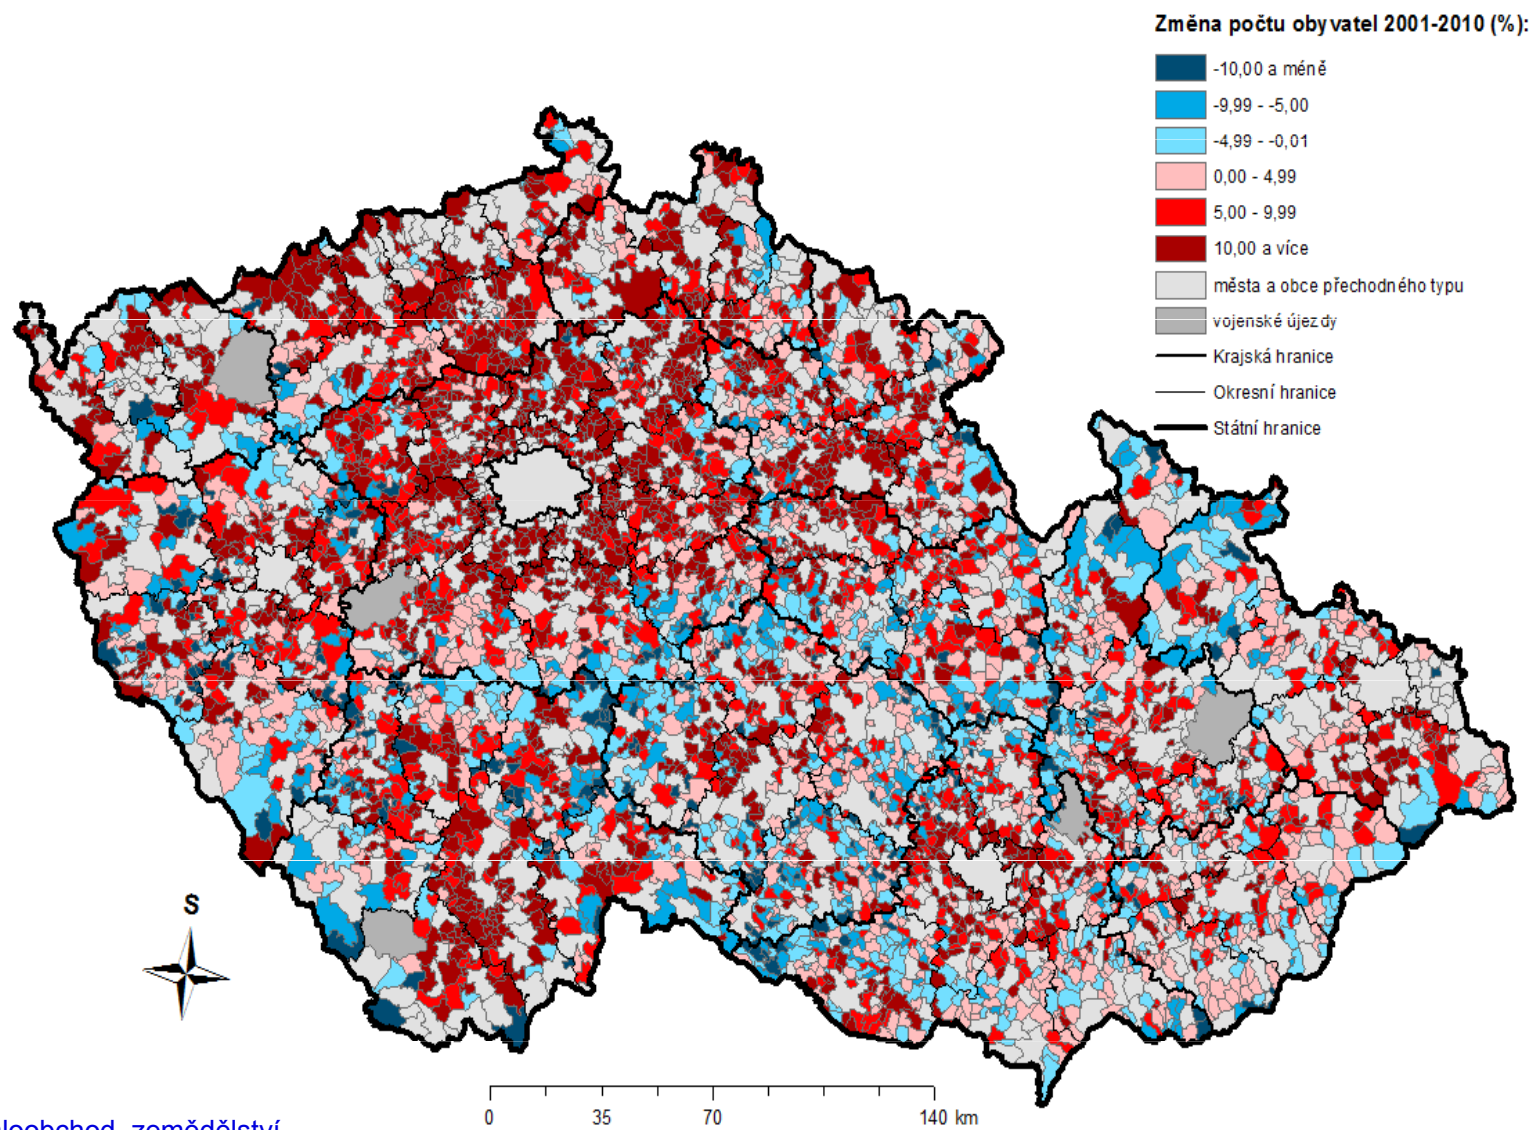 Změna počtu obyvatel 2001-2010 (%):
-10,00 a méně
-9,99 - -5,00
-4,99 - -0,01
0,00 - 4,99
5,00 - 9,99
10,00 a více
města a obce přechodného typu
vojenské újezdy
Krajská hranice
Okresní hranice
Státní hranice
S
0 35 70 140 km
zemědělství